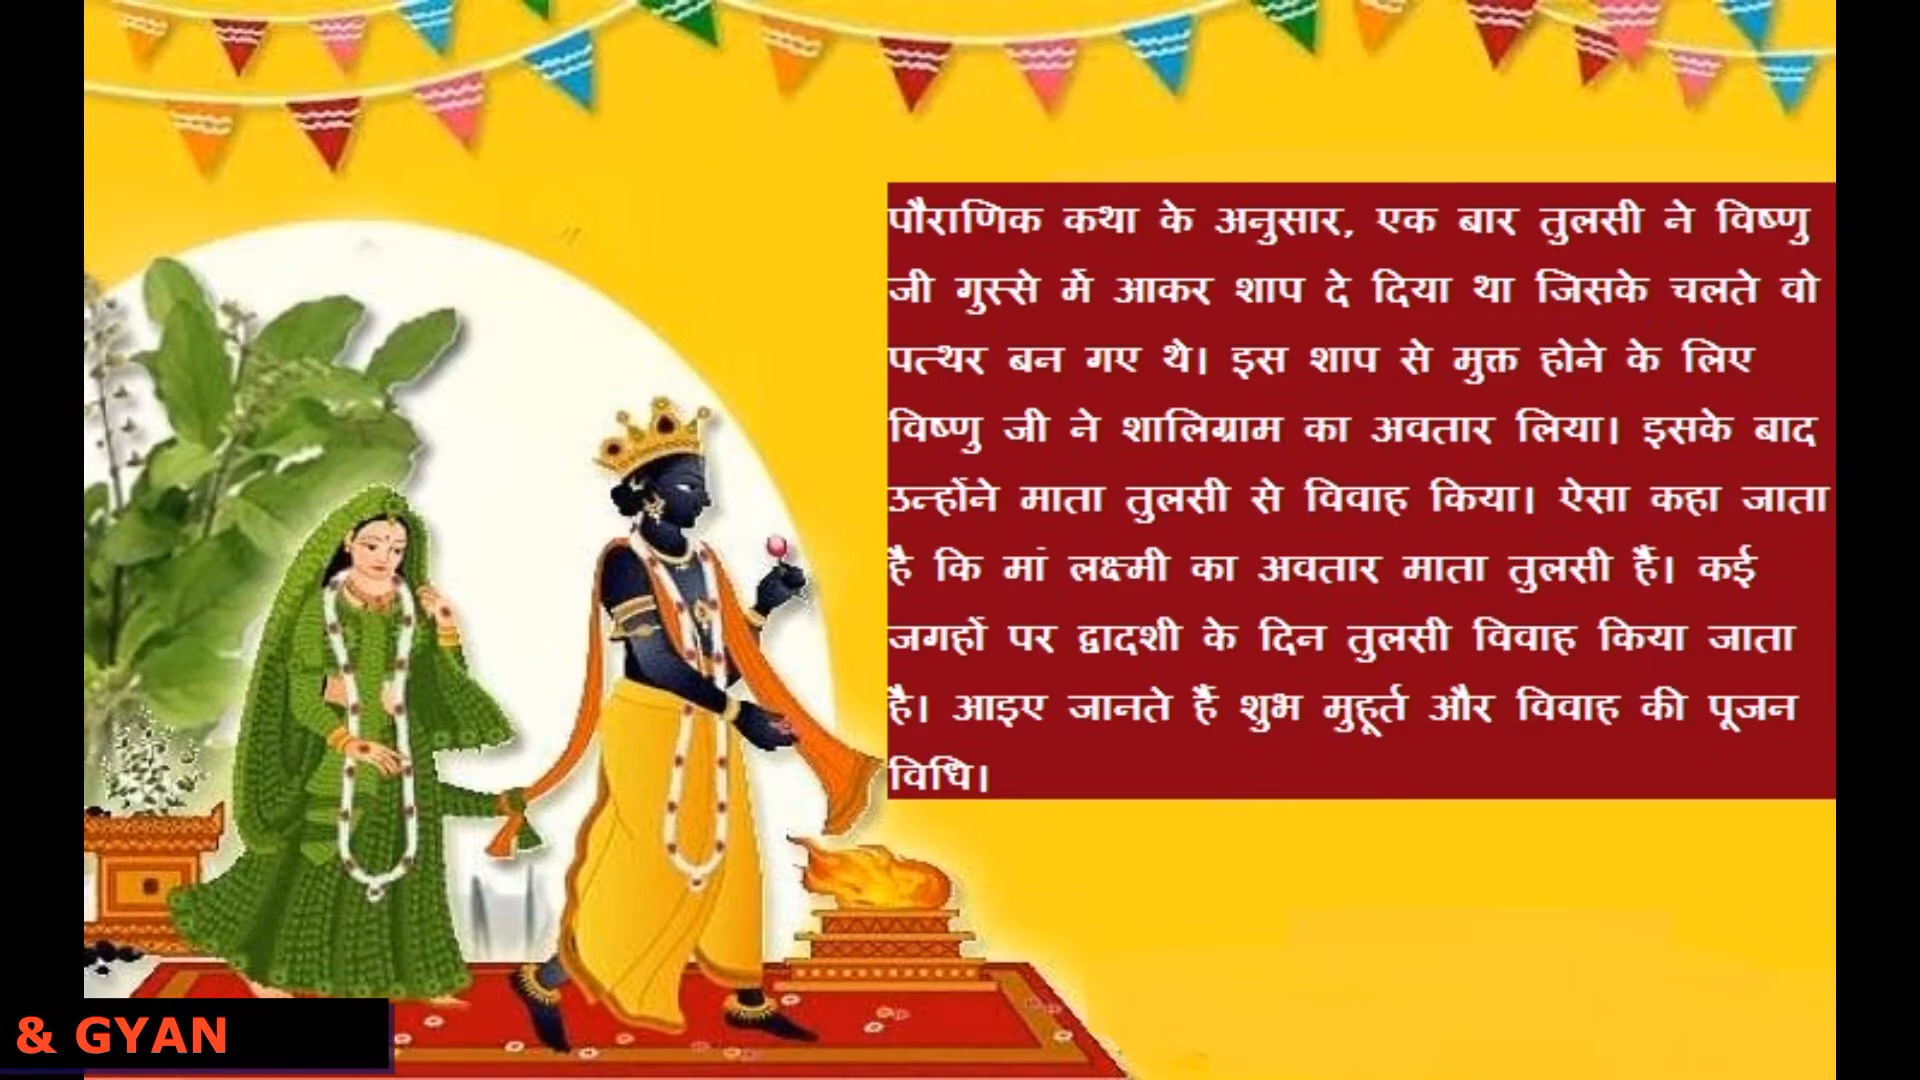 पौराणिक कथा के अनुसार, एक बार तुलसी ने विष्णु
जी गुस्से में आकर शाप दे दिया था जिसके चलते वो
पत्थर बन गए थे। इस शाप से मुक्त होने के लिए
विष्णु जी ने शालिग्राम का अवतार लिया। इसके बाद
उन्होंने माता तुलसी से विवाह किया। ऐसा कहा जाता
है कि मां लक्ष्मी का अवतार माता तुलसी हैं। कई
जगहों पर द्वादशी के दिन तुलसी विवाह किया जाता
है। आइए जानते हैं शुभ मुहूर्त और विवाह की पूजन
विधि।
& GYAN